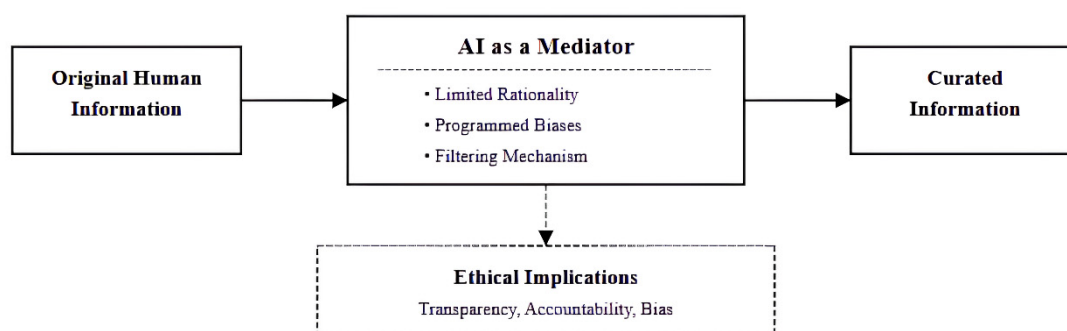 Original Human
Information
AI as a Mediator
• Limited Rationality
• Programmed Biases
• Filtering Mechanism
Curated
Information
Ethical Implications
Transparency, Accountability, Bias